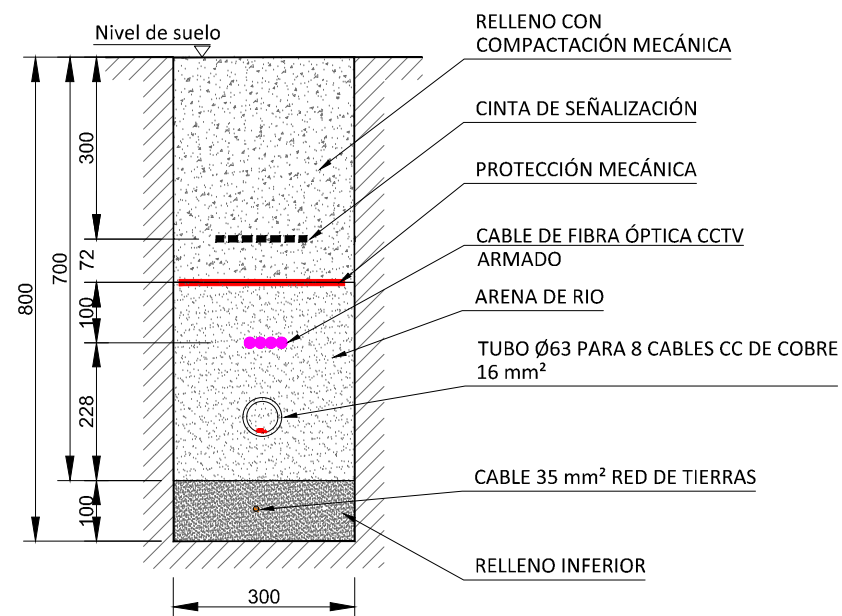 Nivel de suelo
RELLENO CON
COMPACTACIÓN MECÁNICA
CINTA DE SEÑALIZACIÓN
PROTECCIÓN MECÁNICA
CABLE DE FIBRA ÓPTICA CCTV
ARMADO
ARENA DE RIO
TUBO Ø63 PARA 8 CABLES CC DE COBRE
16 mm²
CABLE 35 mm² RED DE TIERRAS
RELLENO INFERIOR
800
700
300
72
100
228
100
300